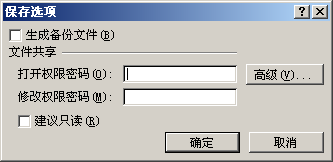 保存选项
生成备份文件(B)
文件共享
打开权限密码(O): 高级(V)...
修改权限密码(M):
建议只读(R)
确定 取消